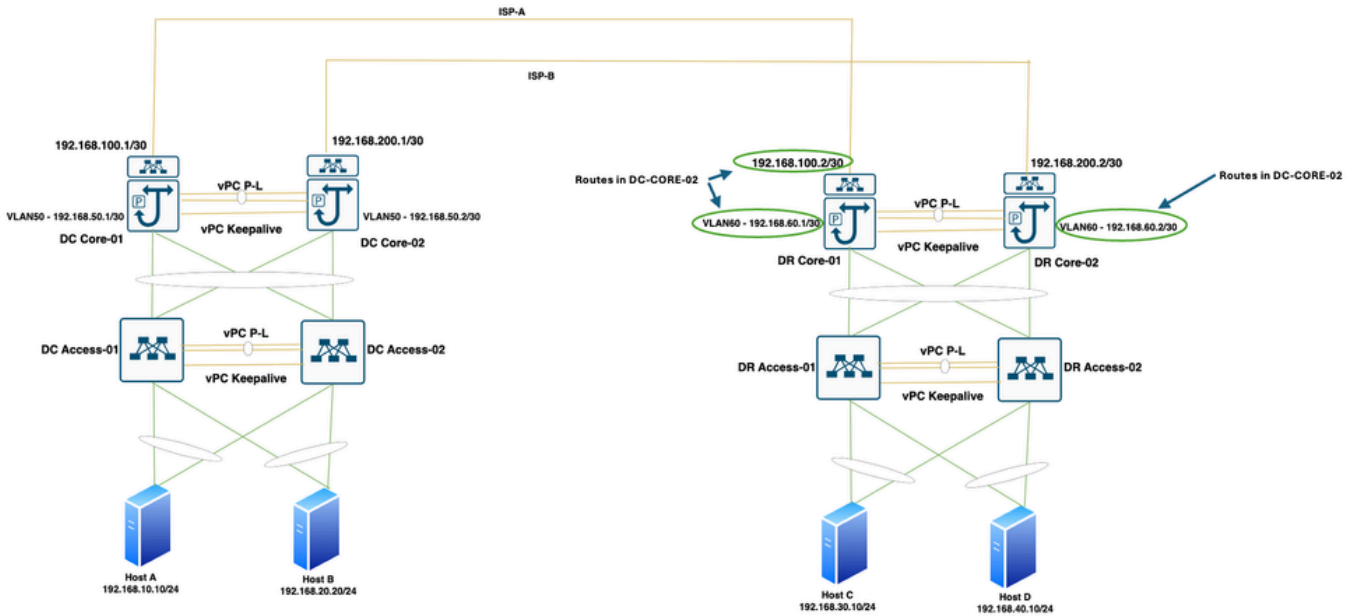 ISP-A
ISP-B
192.168.100.1/30
192.168.200.1/30
vPC P-L
P
P
VLAN50 - 192.168.50.1/30
VLAN50 - 192.168.50.2/30
vPC Keepalive
DC Core-01
DC Core-02
vPC P-L
DC Access-01
DC Access-02
vPC Keepalive
Host A
192.168.10.10/24
Host B
192.168.20.20/24
Routes in DC-CORE-02
192.168.100.2/30
192.168.200.2/30
Routes in DC-CORE-02
vPC P-L
P
P
VLAN60 - 192.168.60.1/30
VLAN60 - 192.168.60.2/30
vPC Keepalive
DR Core-01
DR Core-02
vPC P-L
DR Access-01
DR Access-02
vPC Keepalive
Host C
192.168.30.10/24
Host D
192.168.40.10/24